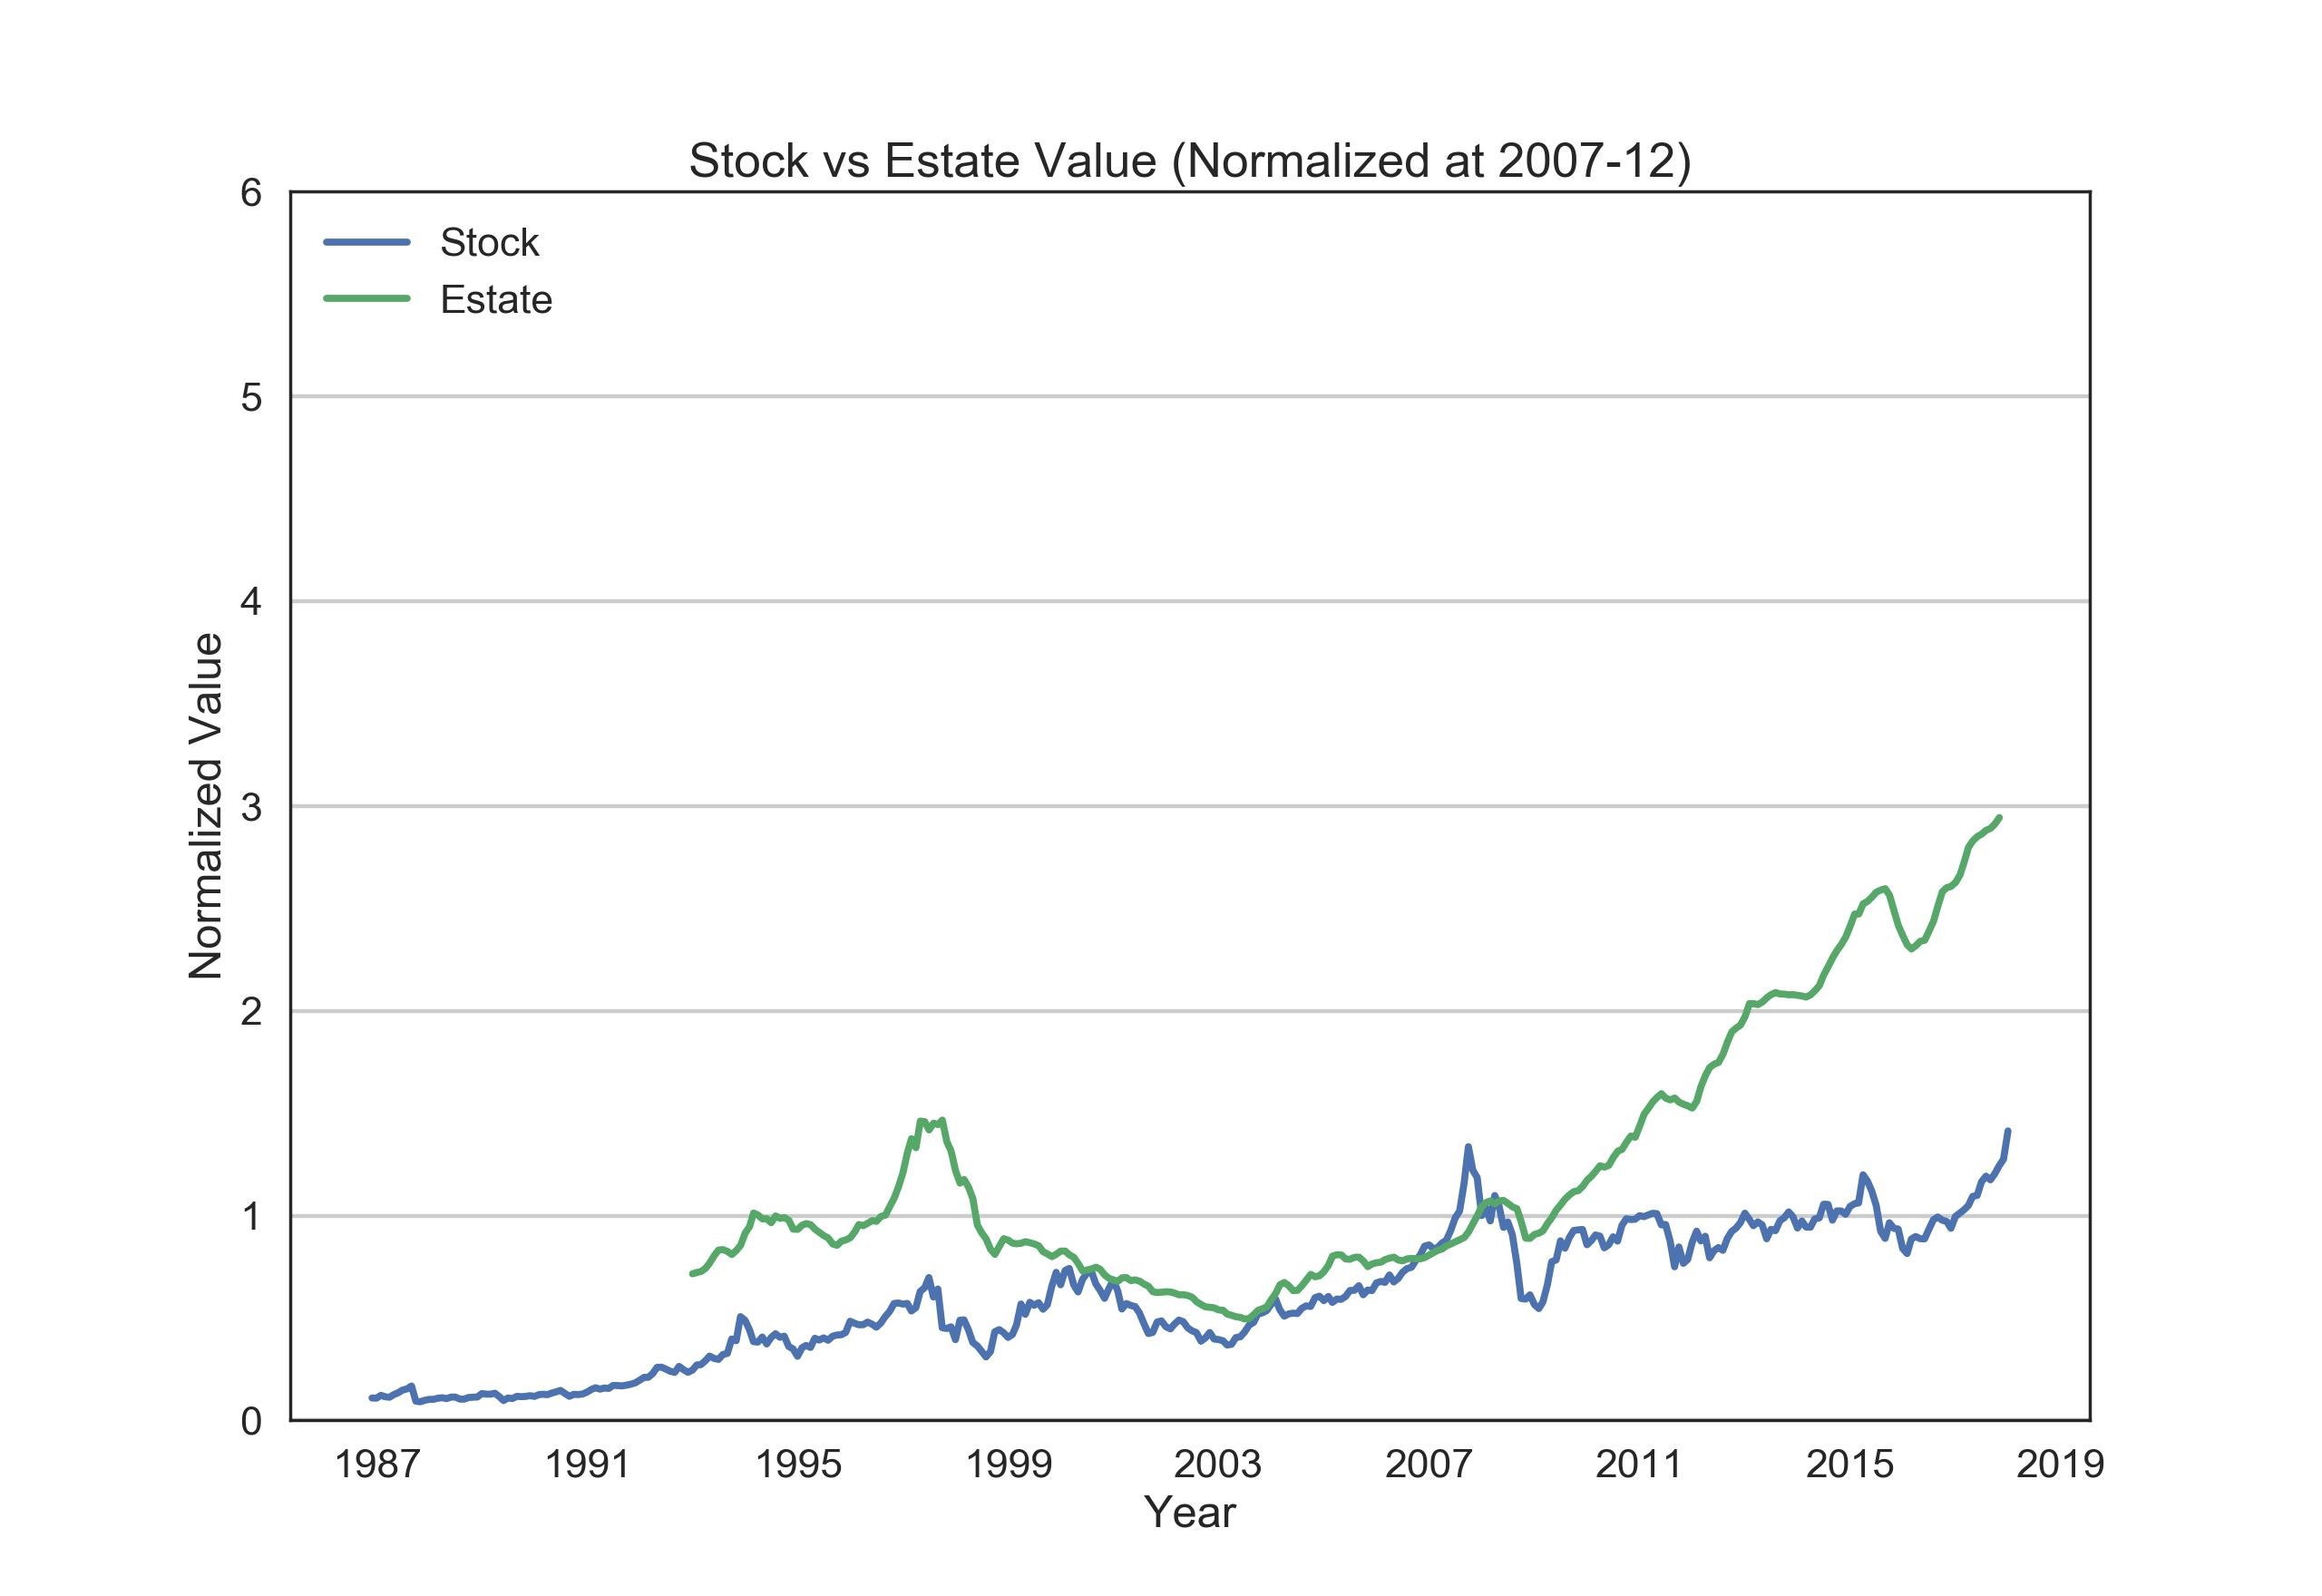 Stock vs Estate Value (Normalized at 2007-12)
6
Stock
Estate
5
4
3
2
1
0
Normalized Value
1987 1991 1995 1999 2003 2007 2011 2015 2019
Year